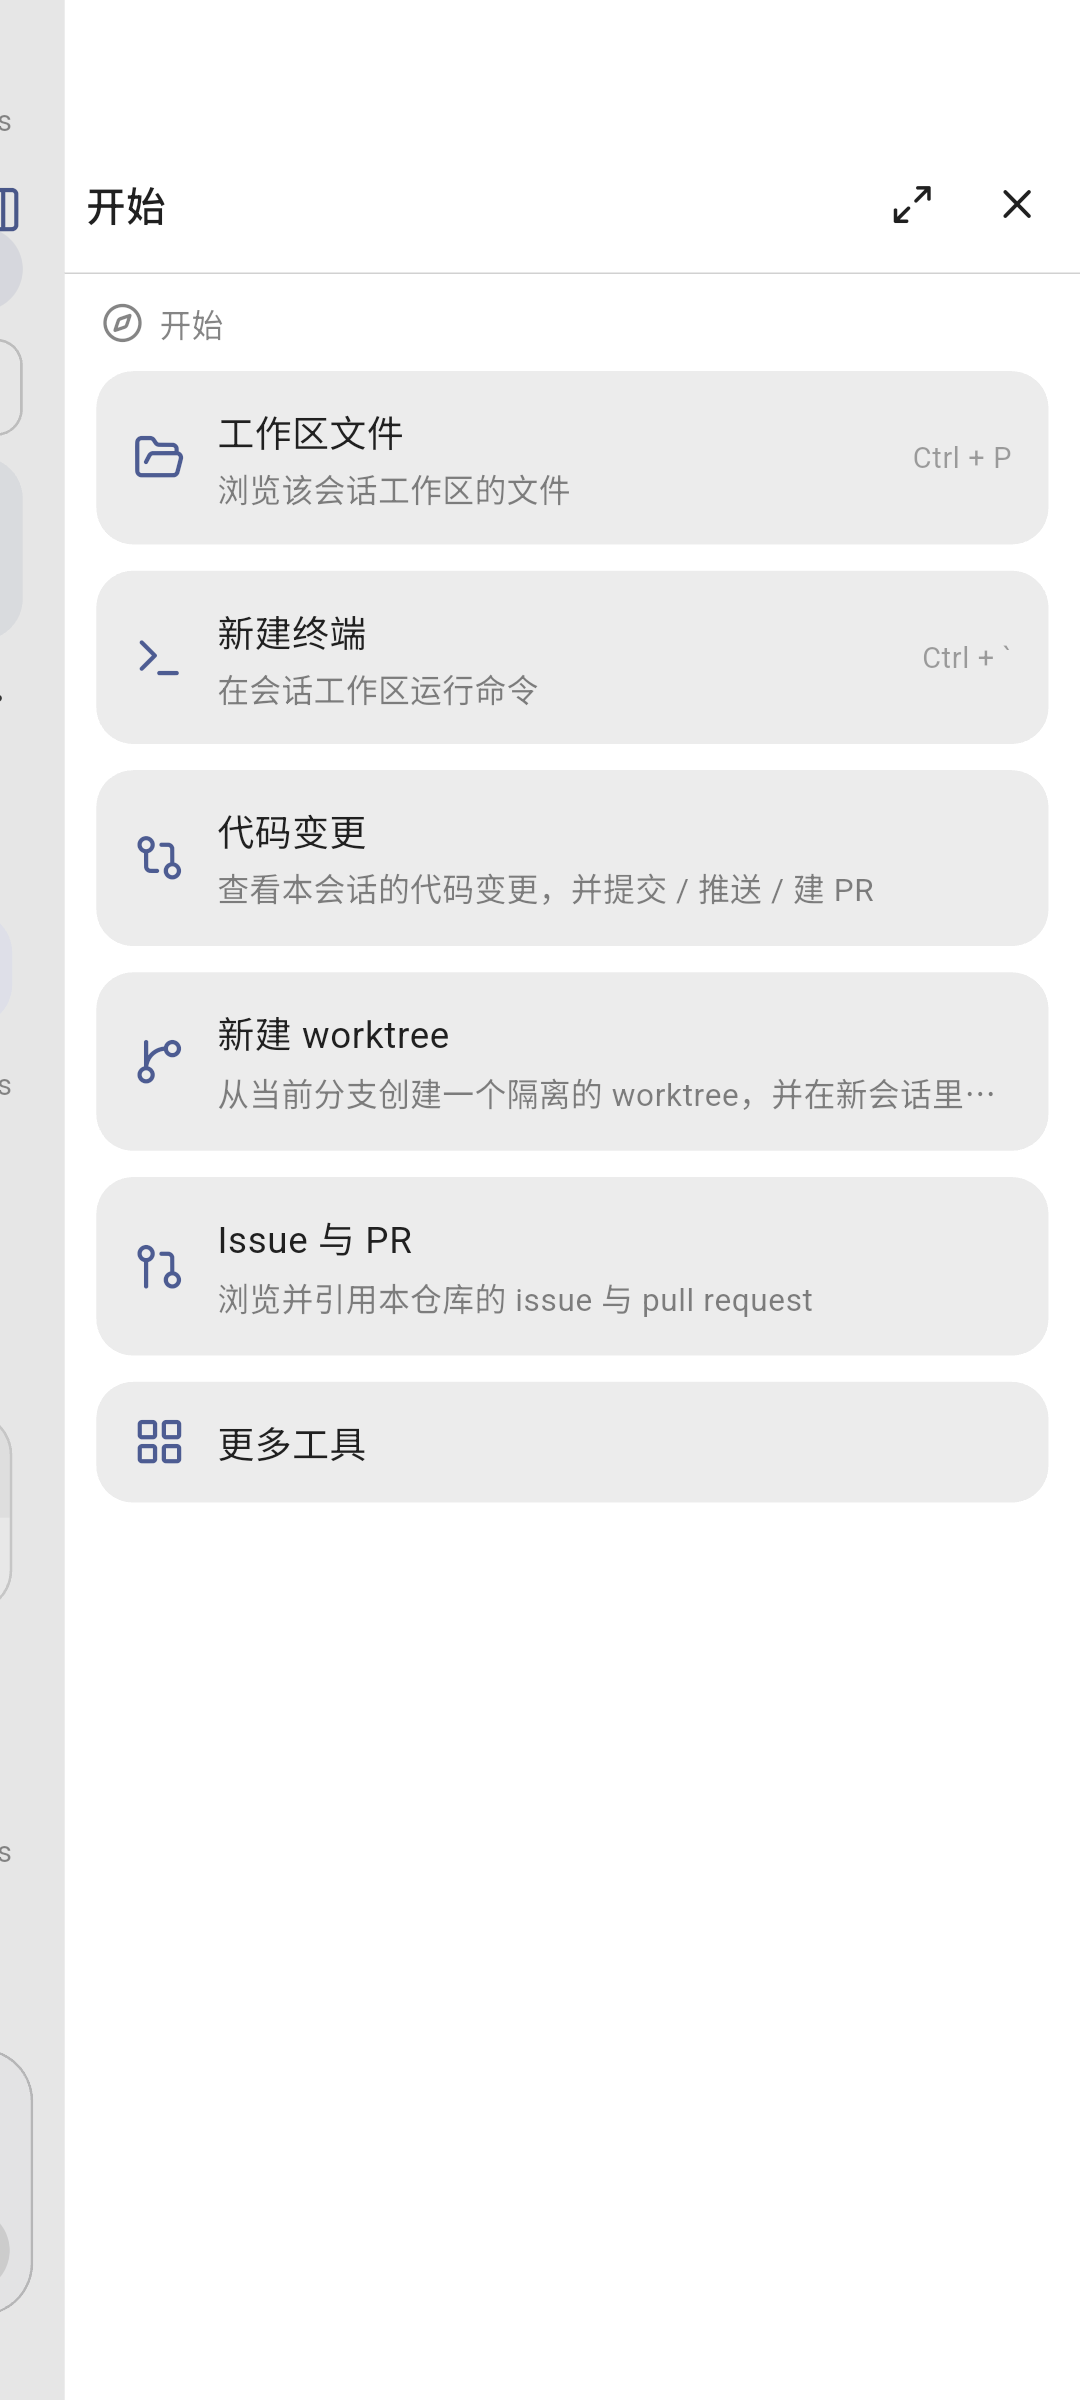 s
开始
开始
工作区文件
浏览该会话工作区的文件
Ctrl + P
新建终端
在会话工作区运行命令
Ctrl + `
代码变更
查看本会话的代码变更，并提交 / 推送 / 建 PR
新建 worktree
从当前分支创建一个隔离的 worktree，并在新会话里…
s
Issue 与 PR
浏览并引用本仓库的 issue 与 pull request
更多工具
s